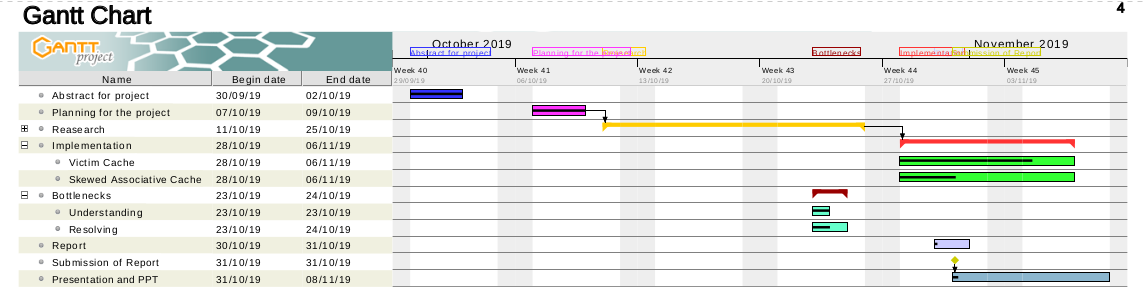 Gantt Chart
4
GANTT project
October 2019
November 2019
Abstract for project
Planning for the project
Bottlenecks
Implementation
Submission of Report
Week 40
Week 41
Week 42
Week 43
Week 44
Week 45
29/09/19
06/10/19
13/10/19
20/10/19
27/10/19
03/11/19
Name Begin date End date
Abstract for project 30/09/19 02/10/19
Planning for the project 07/10/19 09/10/19
Reasearch 11/10/19 25/10/19
Implementation 28/10/19 06/11/19
Victim Cache 28/10/19 06/11/19
Skewed Associative Cache 28/10/19 06/11/19
Bottlenecks 23/10/19 24/10/19
Understanding 23/10/19 23/10/19
Resolving 23/10/19 24/10/19
Report 30/10/19 31/10/19
Submission of Report 31/10/19 31/10/19
Presentation and PPT 31/10/19 08/11/19